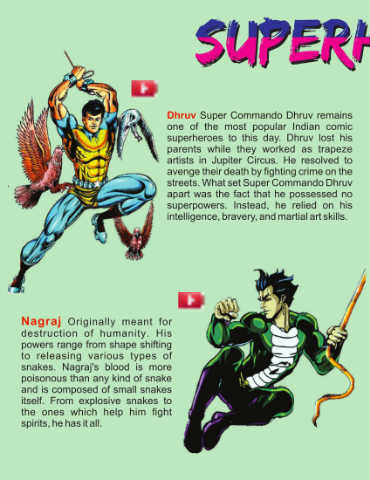 SUPERH
Dhruv Super Commando Dhruv remains
one of the most popular Indian comic
superheroes to this day. Dhruv lost his
parents while they worked as trapeze
artists in Jupiter Circus. He resolved to
avenge their death by fighting crime on the
streets. What set Super Commando Dhruv
apart was the fact that he possessed no
superpowers. Instead, he relied on his
intelligence, bravery, and martial art skills.
Nagraj Originally meant for
destruction of humanity. His
powers range from shape shifting
to releasing various types of
snakes. Nagraj's blood is more
poisonous than any kind of snake
and is composed of small snakes
itself. From explosive snakes to
the ones which help him fight
spirits, he has it all.